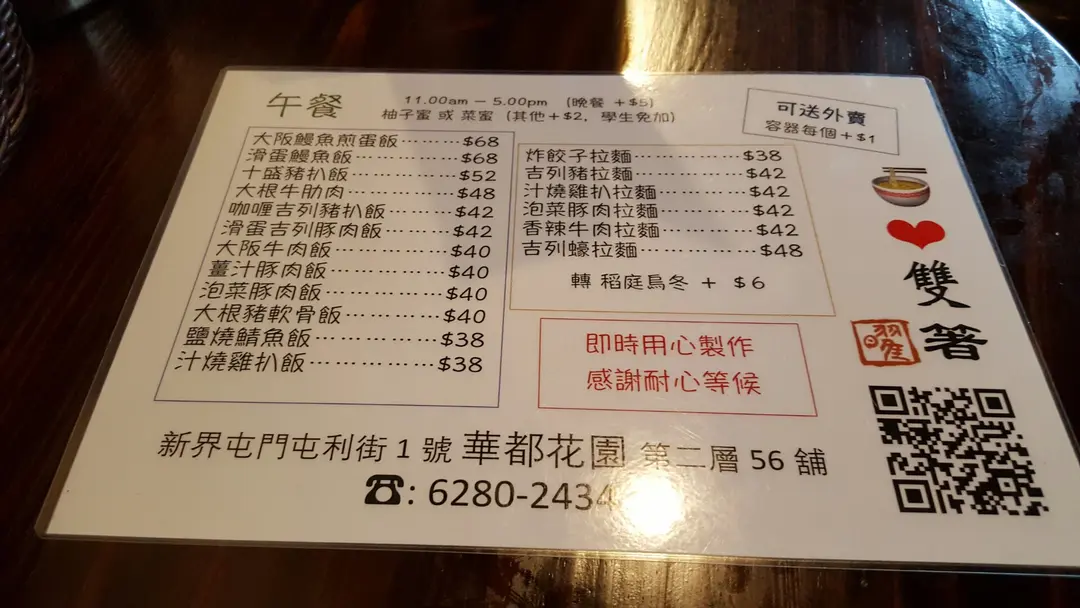 午餐
11.00am — 5.00pm (晚餐 +$5)
柚子蜜 或 菜蜜 (其他+$2, 學生免加)
可送外賣
容器每個+$1
大阪鰻魚煎蛋飯………$68
滑蛋鰻魚飯…………$68
十盛豬扒飯…………$52
大根牛肋肉…………$48
咖喱吉列豬扒飯………$42
滑蛋吉列豚肉飯………$42
大阪牛肉飯…………$40
薑汁豚肉飯……………$40
泡菜豚肉飯……………$40
大根豬軟骨飯…………$40
鹽燒鯖魚飯……………$38
汁燒雞扒飯……………$38
炸餃子拉麵……………$38
吉列豬拉麵……………$42
汁燒雞扒拉麵…………$42
泡菜豚肉拉麵…………$42
香辣牛肉拉麵…………$42
吉列蠔拉麵……………$48
轉 稻庭烏冬 + $6
即時用心製作
感謝耐心等候
雙
箸
新界屯門屯利街 1 號 華都花園 第二層 56 舖
☎: 6280-2434